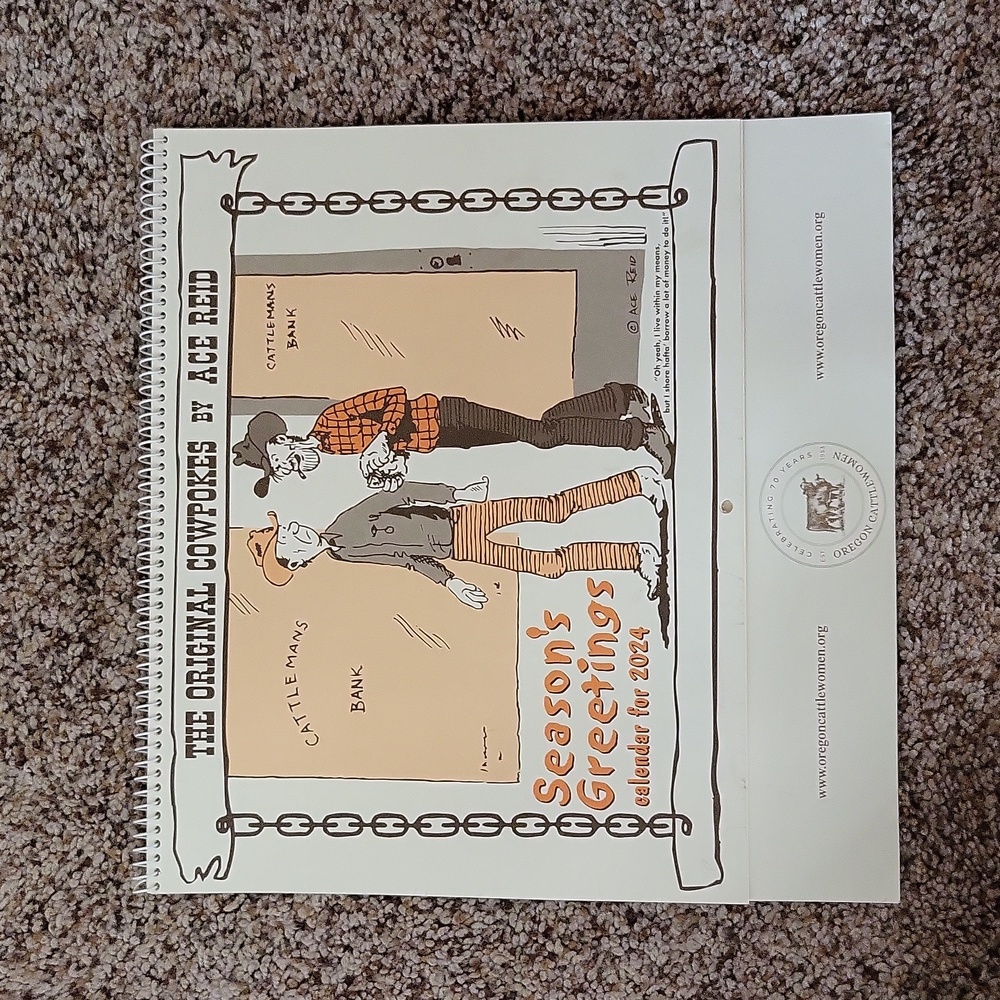 THE ORIGINAL COWPOKES BY ACE REID
CATTLEMANS
BANK
CATTLEMANS
BANK
© ACE REID
Season's
Greetings
calendar for 2024
"Oh yeah, I live within my means,
but I shore hafta' borrow a lot of money to do it!"
www.oregoncattlewomen.org
CELEBRATING 70 YEARS
OREGON CATTLEWOMEN
www.oregoncattlewomen.org